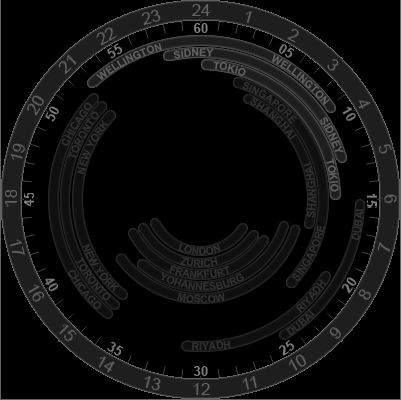 24
1
2
3
4
5
6
7
8
9
10
11
12
13
14
15
16
17
18
19
20
21
22
23
60
05
10
15
20
25
30
35
40
45
50
55
WELLINGTON
WELLINGTON
SiDNEY
SiDNEY
TOKIO
TOKIO
SINGAPORE
SINGAPORE
SHANGHAI
SHANGHAI
DUBAI
DUBAI
RIYADH
RIYADH
MOSCOW
YOHANNESBURG
FRANKFURT
ZURICH
LONDON
NEW YORK
NEW YORK
TORONTO
TORONTO
CHICAGO
CHICAGO